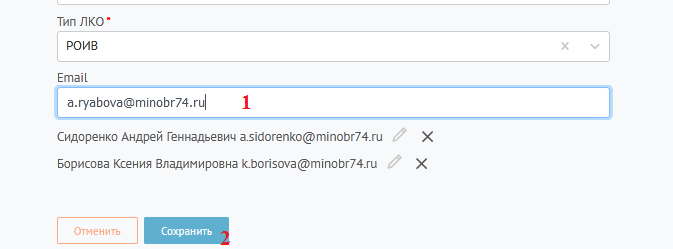 Тип ЛКО *
РОИВ
Email
a.ryabova@minobr74.ru 1
Сидоренко Андрей Геннадьевич a.sidorenko@minobr74.ru
Борисова Ксения Владимировна k.borisova@minobr74.ru
Отменить Сохранить 2